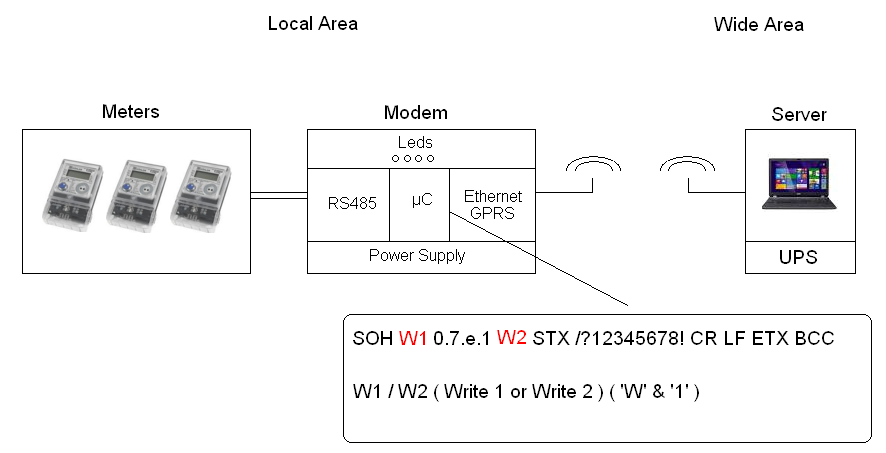 Local Area
Wide Area
Meters
Modem
Server
Leds
RS485
µC
Ethernet
GPRS
Power Supply
UPS
SOH W1 0.7.e.1 W2 STX /?12345678! CR LF ETX BCC
W1 / W2 ( Write 1 or Write 2 ) ( 'W' & '1' )